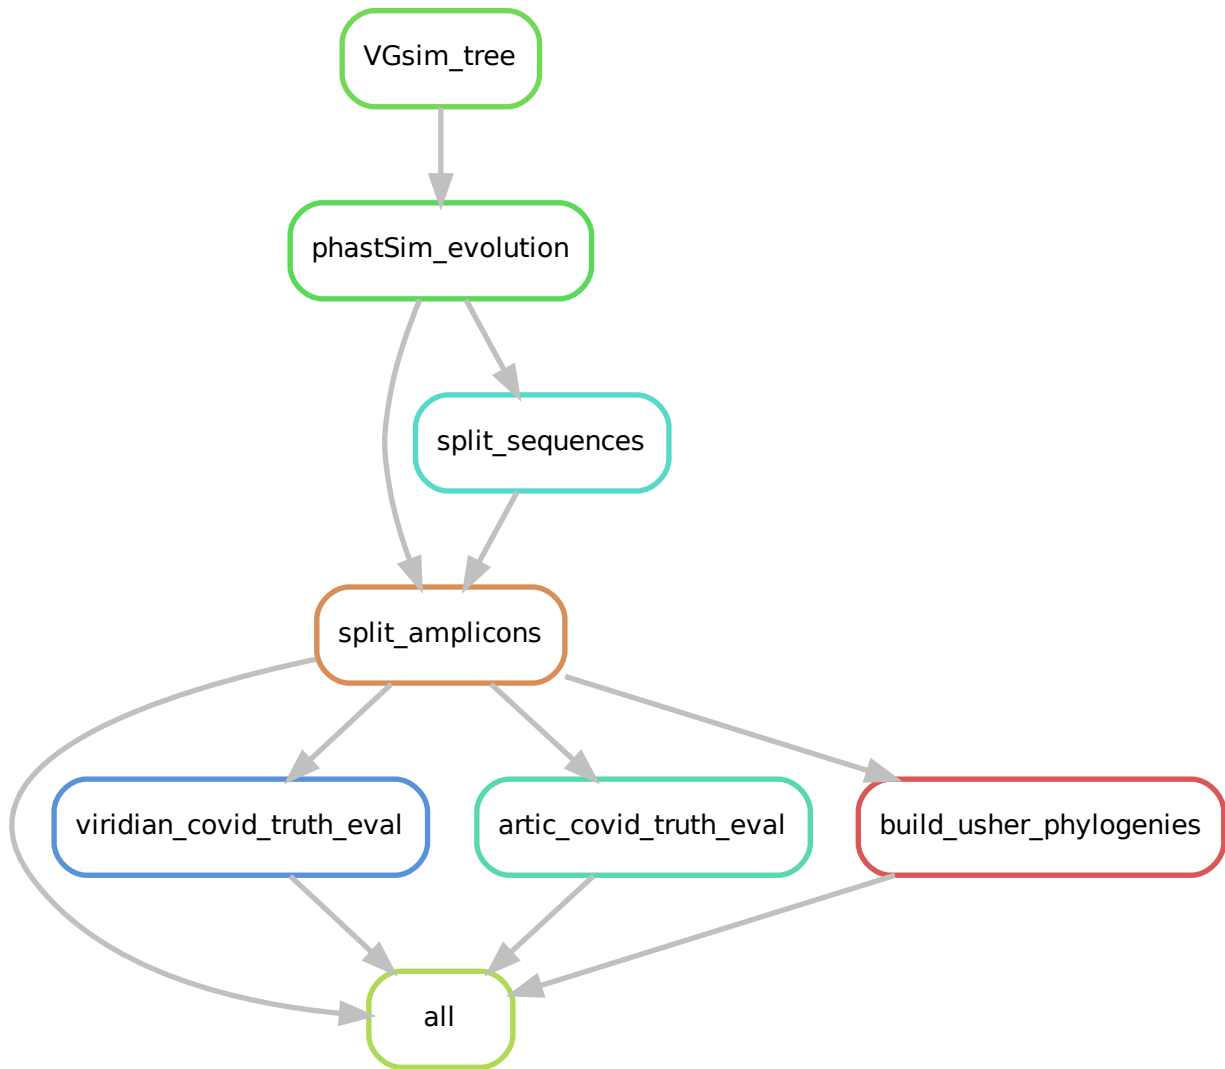 VGsim_tree
phastSim_evolution
split_sequences
split_amplicons
viridian_covid_truth_eval
artic_covid_truth_eval
build_usher_phylogenies
all